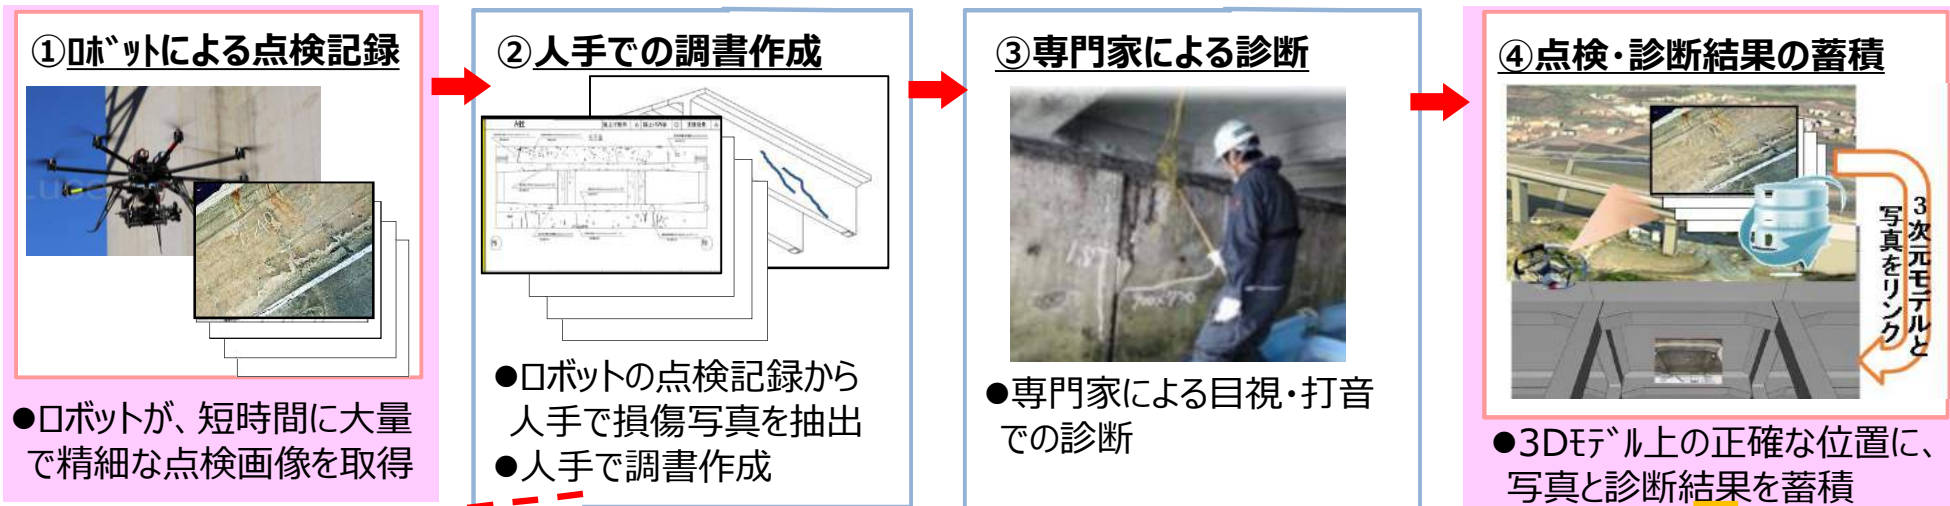 ①ﾛﾎﾞｯﾄによる点検記録
●ロボットが、短時間に大量
で精細な点検画像を取得
②人手での調書作成
A社
●ロボットの点検記録から
人手で損傷写真を抽出
●人手で調書作成
③専門家による診断
●専門家による目視・打音
での診断
④点検・診断結果の蓄積
3次元モデルと
写真をリンク
●3Dﾓﾃﾞﾙ上の正確な位置に、
写真と診断結果を蓄積